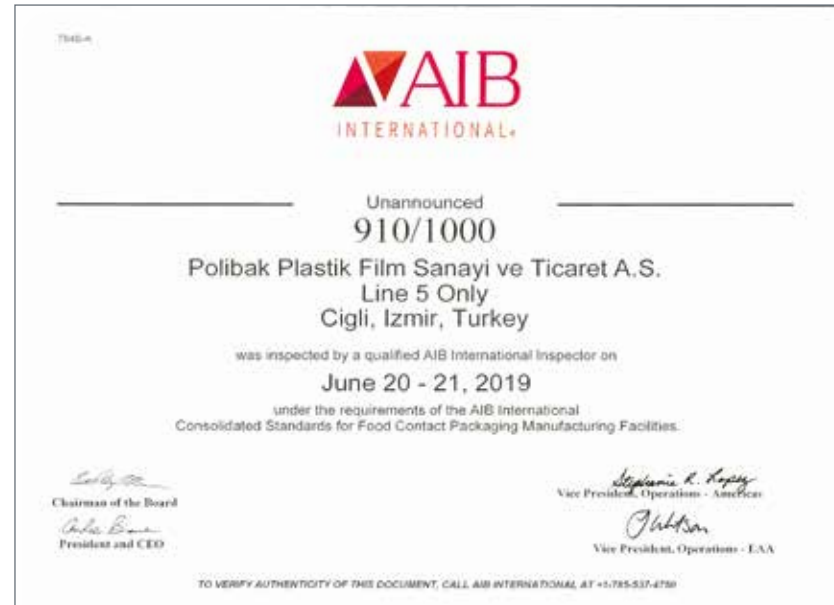 AIB
INTERNATIONAL®
Unannounced
910/1000
Polibak Plastik Film Sanayi ve Ticaret A.S.
Line 5 Only
Cigli, Izmir, Turkey
was inspected by a qualified AIB International Inspector on
June 20 - 21, 2019
under the requirements of the AIB International
Consolidated Standards for Food Contact Packaging Manufacturing Facilities.
Chairman of the Board
President and CEO
Stephanie R. Lopez
Vice President, Operations - Americas
Vice President, Operations - EAA
TO VERIFY AUTHENTICITY OF THIS DOCUMENT, CALL AIB INTERNATIONAL AT +1-785-537-4750